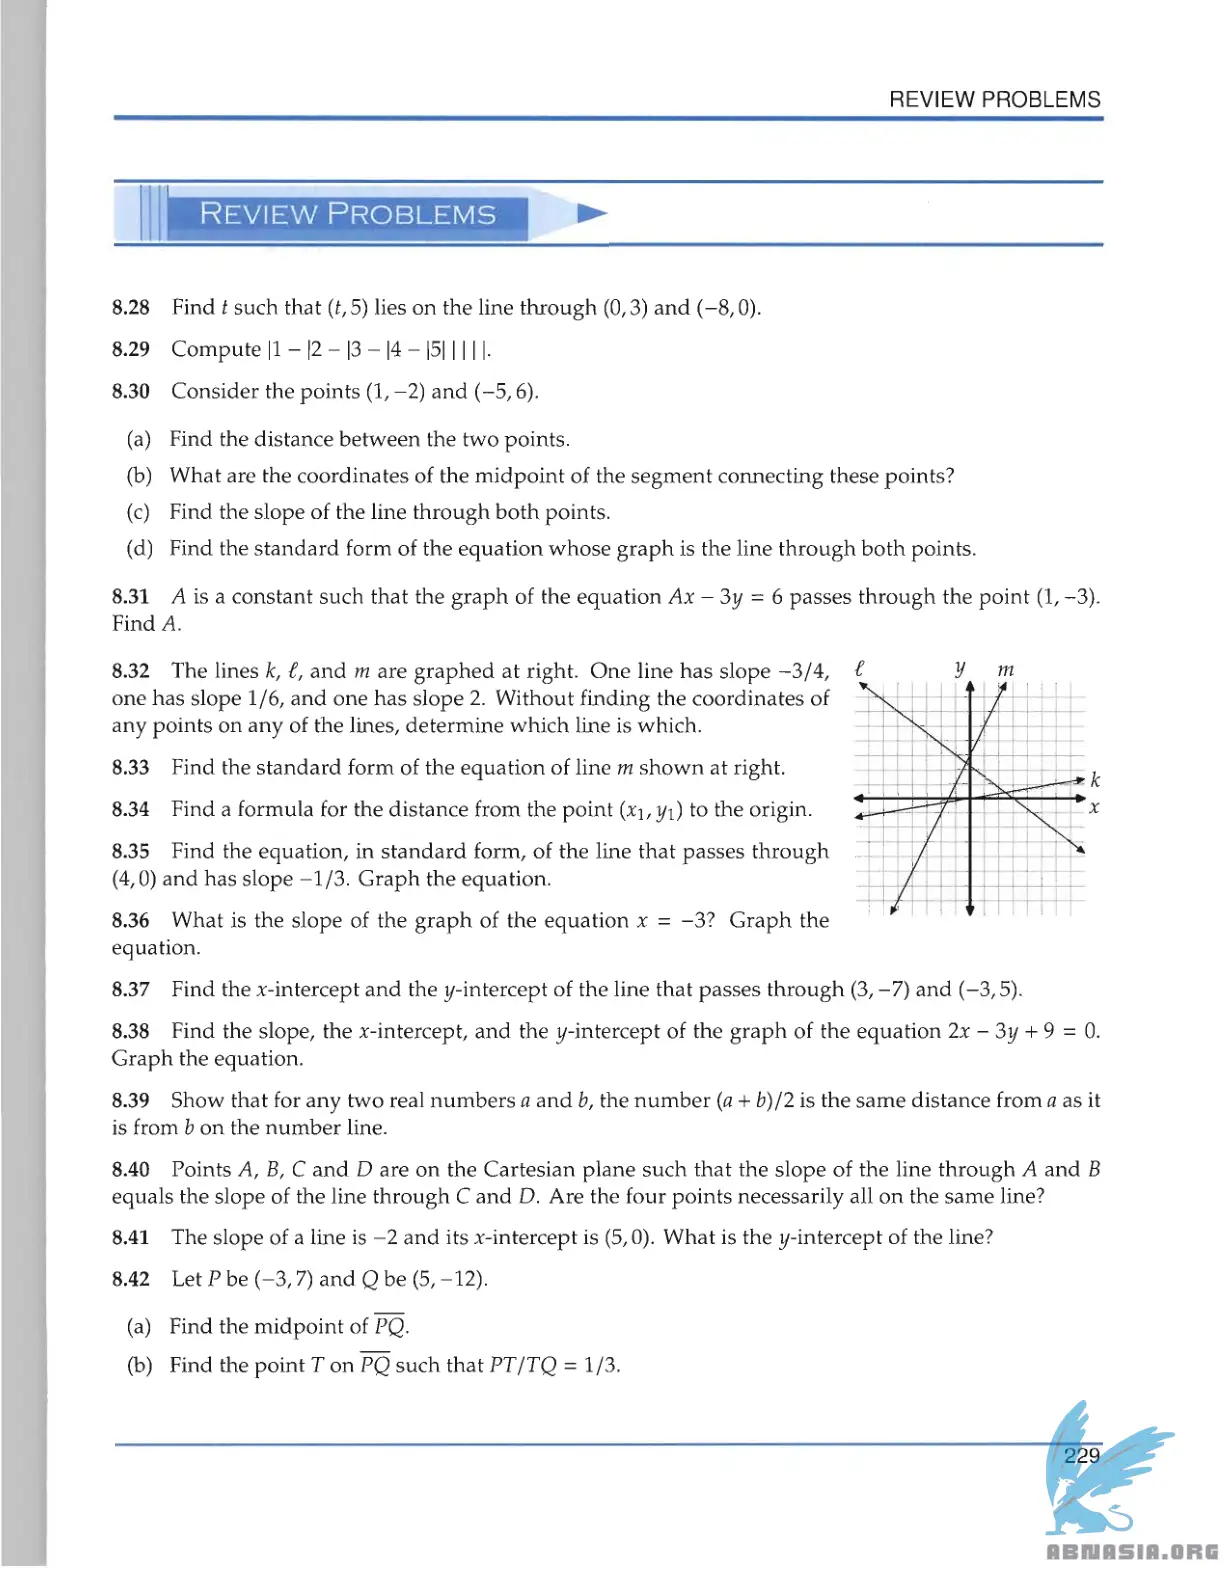 REVIEW PROBLEMS
REVIEW PROBLEMS
8.28 Find t such that (t, 5) lies on the line through (0, 3) and (−8, 0).
8.29 Compute |1 − |2 − |3 − |4 − |5| | | | |.
8.30 Consider the points (1, −2) and (−5, 6).
(a) Find the distance between the two points.
(b) What are the coordinates of the midpoint of the segment connecting these points?
(c) Find the slope of the line through both points.
(d) Find the standard form of the equation whose graph is the line through both points.
8.31 A is a constant such that the graph of the equation Ax − 3y = 6 passes through the point (1, −3).
Find A.
8.32 The lines k, ℓ, and m are graphed at right. One line has slope −3/4,
one has slope 1/6, and one has slope 2. Without finding the coordinates of
any points on any of the lines, determine which line is which.
8.33 Find the standard form of the equation of line m shown at right.
8.34 Find a formula for the distance from the point (x₁, y₁) to the origin.
8.35 Find the equation, in standard form, of the line that passes through
(4, 0) and has slope −1/3. Graph the equation.
8.36 What is the slope of the graph of the equation x = −3? Graph the
equation.
ℓ y m
k
x
8.37 Find the x-intercept and the y-intercept of the line that passes through (3, −7) and (−3, 5).
8.38 Find the slope, the x-intercept, and the y-intercept of the graph of the equation 2x − 3y + 9 = 0.
Graph the equation.
8.39 Show that for any two real numbers a and b, the number (a + b)/2 is the same distance from a as it
is from b on the number line.
8.40 Points A, B, C and D are on the Cartesian plane such that the slope of the line through A and B
equals the slope of the line through C and D. Are the four points necessarily all on the same line?
8.41 The slope of a line is −2 and its x-intercept is (5, 0). What is the y-intercept of the line?
8.42 Let P be (−3, 7) and Q be (5, −12).
(a) Find the midpoint of PQ.
(b) Find the point T on PQ such that PT/TQ = 1/3.
229
ABNASIA.ORG